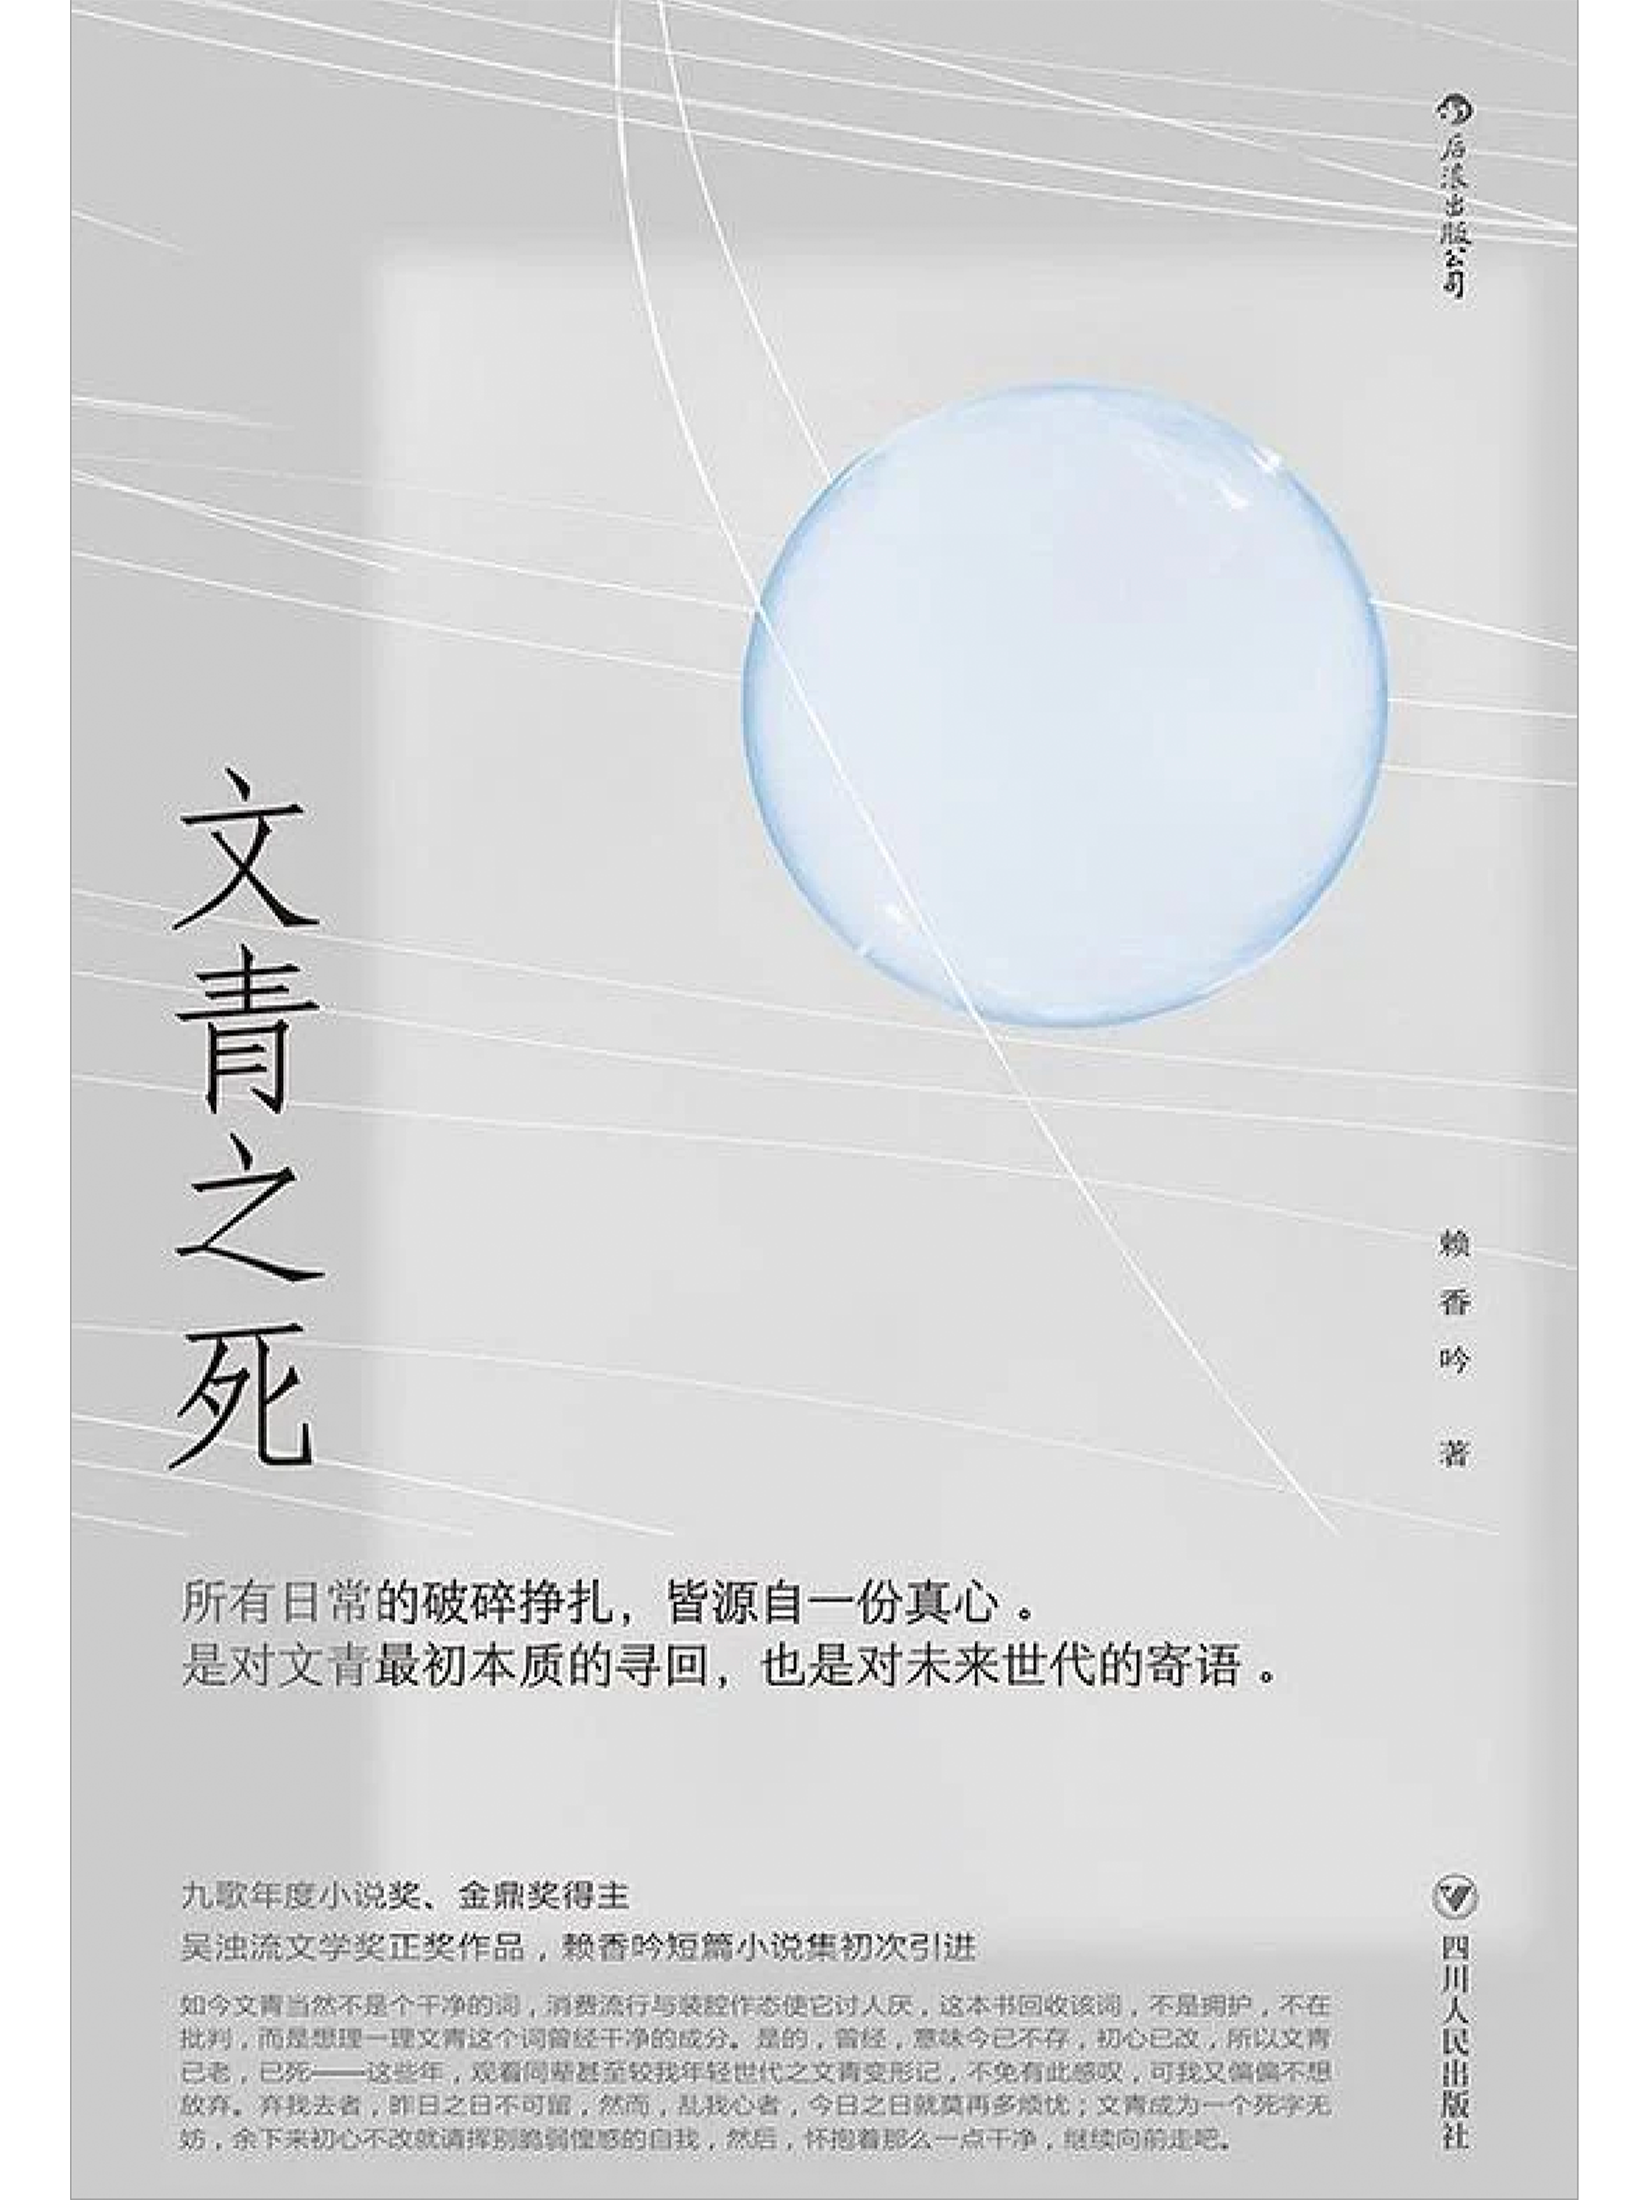 后浪出版公司
文青之死
赖香吟 著
所有日常的破碎挣扎，皆源自一份真心。
是对文青最初本质的寻回，也是对未来世代的寄语。
九歌年度小说奖、金鼎奖得主
吴浊流文学奖正奖作品，赖香吟短篇小说集初次引进
如今文青当然不是个干净的词，消费流行与装腔作态使它讨人厌，这本书回收该词，不是拥护，不在
批判，而是想理一理文青这个词曾经干净的成分。是的，曾经，意味今已不存，初心已改，所以文青
已老，已死——这些年，观看同辈甚至较我年轻世代之文青变形记，不免有此感叹，可我又偏偏不想
放弃。弃我去者，昨日之日不可留，然而，乱我心者，今日之日就莫再多烦忧；文青成为一个死字无
妨，余下来初心不改就请挥别脆弱惶惑的自我，然后，怀抱着那么一点干净，继续向前走吧。
四川人民出版社